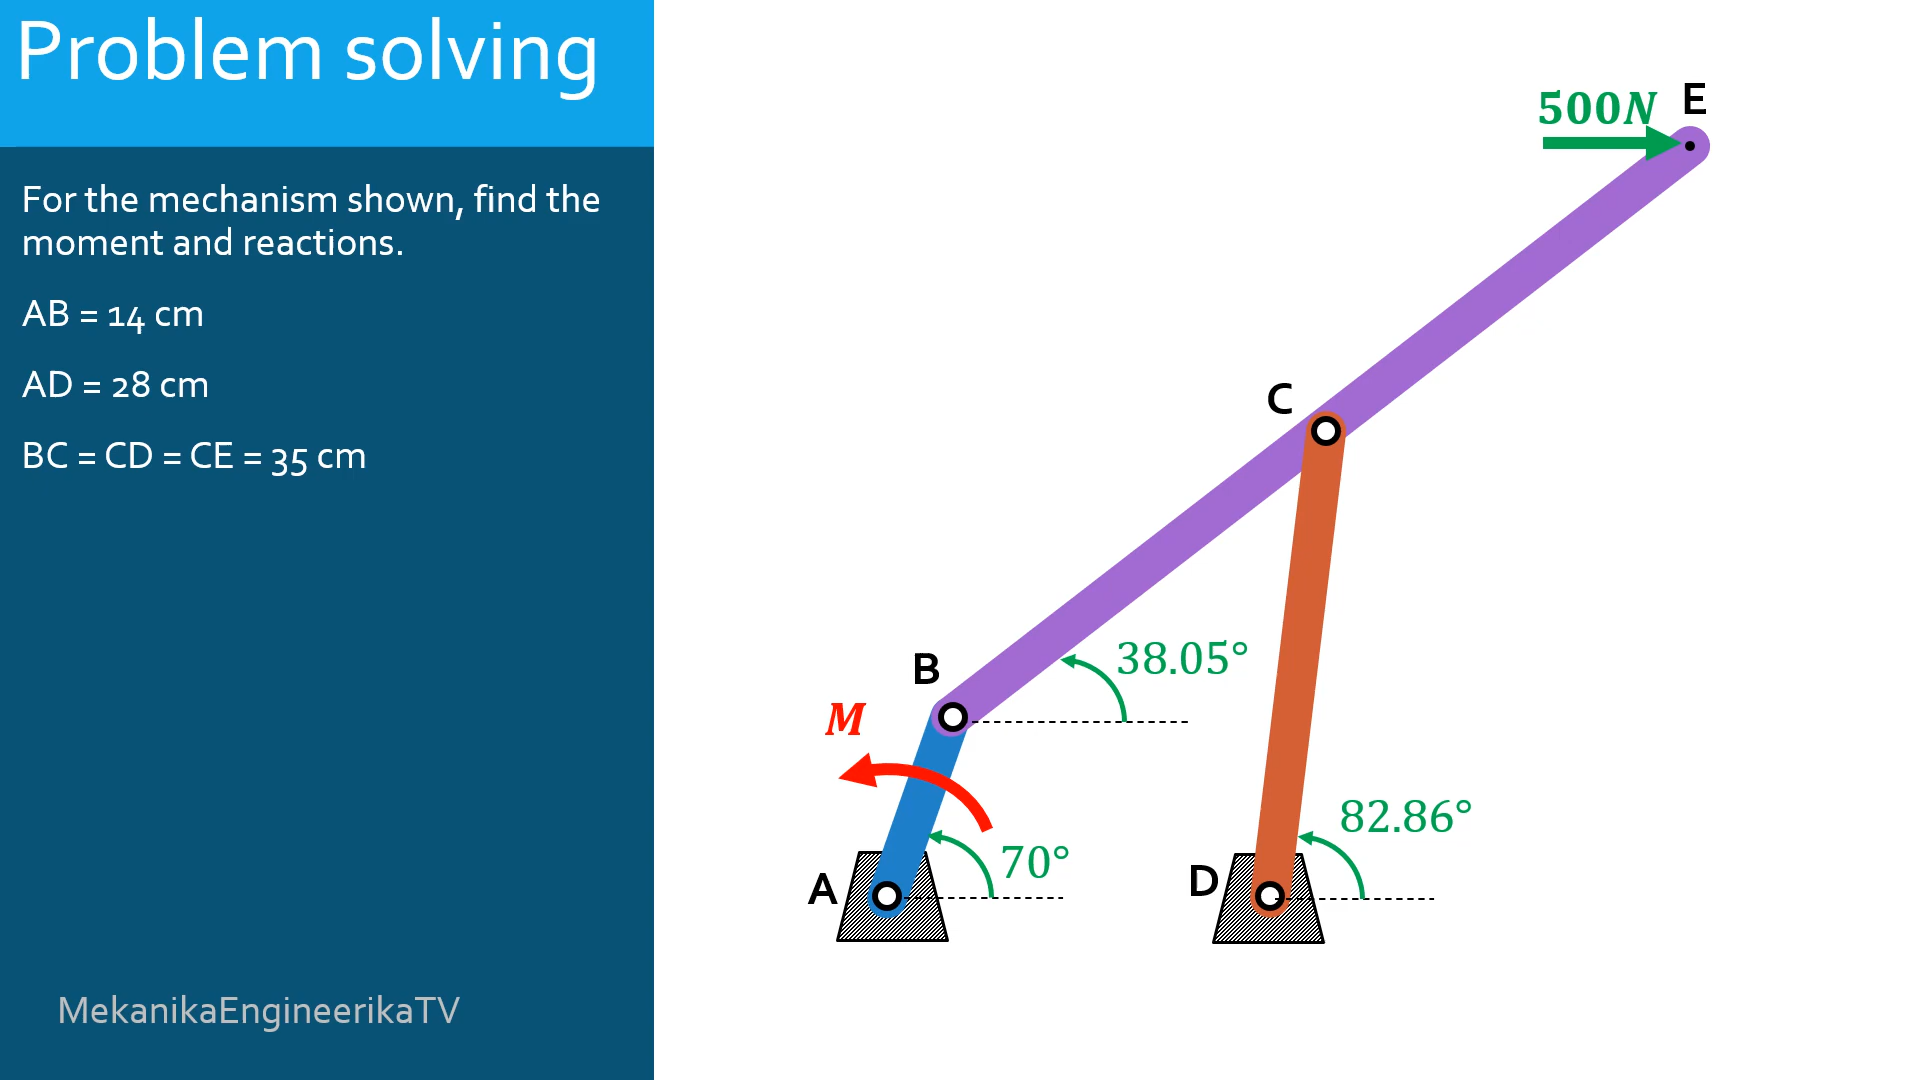 Problem solving
For the mechanism shown, find the
moment and reactions.
AB = 14 cm
AD = 28 cm
BC = CD = CE = 35 cm
MekanikaEngineerikaTV
500N
E
C
B
38.05°
M
82.86°
70°
A
D